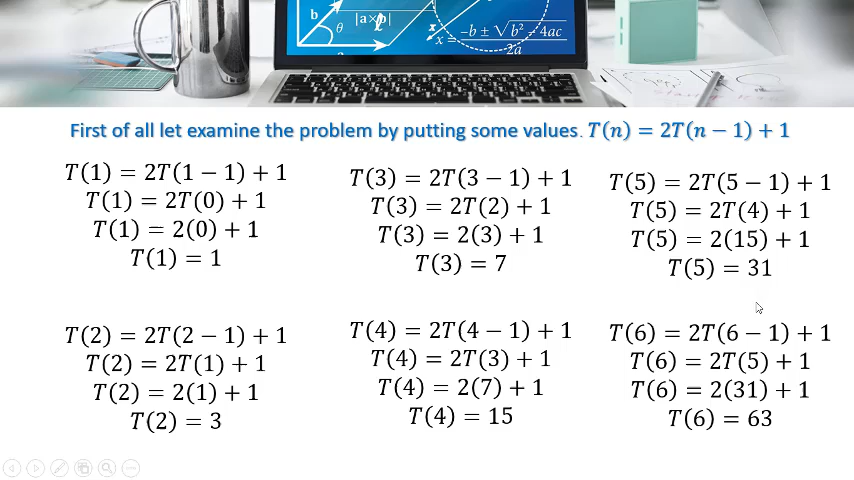 b
|a×b|
θ
ℓ
x
a
x = −b ± √b² − 4ac
2a
First of all let examine the problem by putting some values. T(n) = 2T(n − 1) + 1
T(1) = 2T(1 − 1) + 1
T(1) = 2T(0) + 1
T(1) = 2(0) + 1
T(1) = 1
T(2) = 2T(2 − 1) + 1
T(2) = 2T(1) + 1
T(2) = 2(1) + 1
T(2) = 3
T(3) = 2T(3 − 1) + 1
T(3) = 2T(2) + 1
T(3) = 2(3) + 1
T(3) = 7
T(4) = 2T(4 − 1) + 1
T(4) = 2T(3) + 1
T(4) = 2(7) + 1
T(4) = 15
T(5) = 2T(5 − 1) + 1
T(5) = 2T(4) + 1
T(5) = 2(15) + 1
T(5) = 31
T(6) = 2T(6 − 1) + 1
T(6) = 2T(5) + 1
T(6) = 2(31) + 1
T(6) = 63